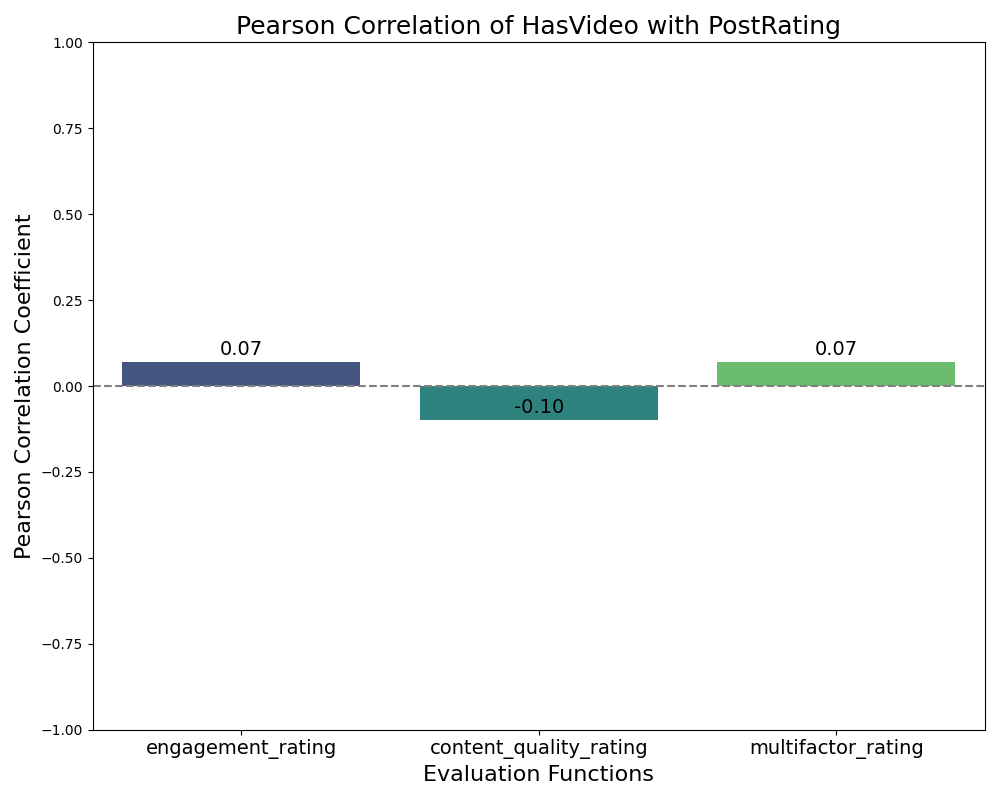 Pearson Correlation of HasVideo with PostRating
1.00
0.75
0.50
0.25
0.00
−0.25
−0.50
−0.75
−1.00
Pearson Correlation Coefficient
0.07
-0.10
0.07
engagement_rating
content_quality_rating
multifactor_rating
Evaluation Functions